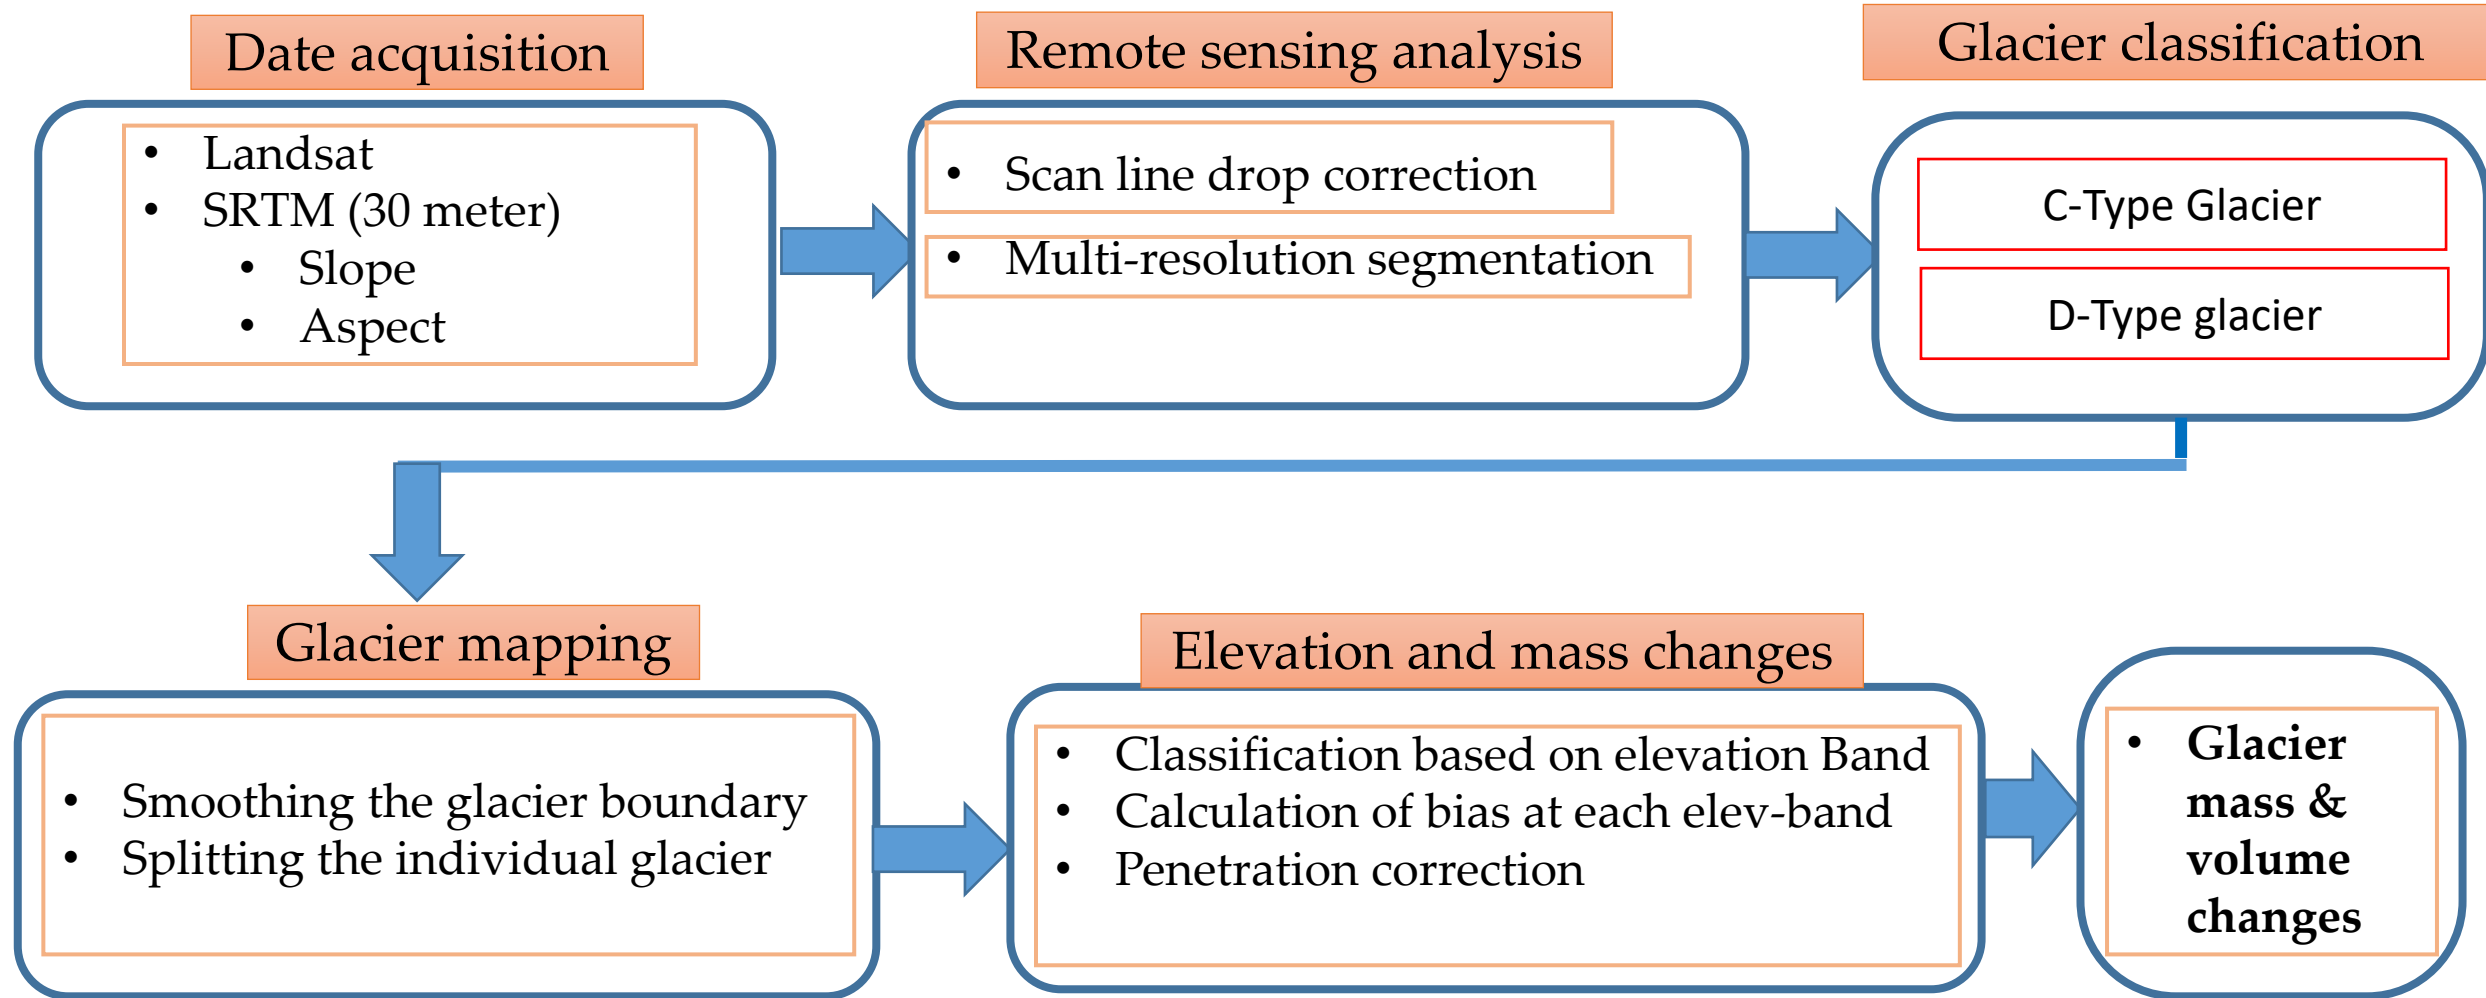 Date acquisition
• Landsat
• SRTM (30 meter)
• Slope
• Aspect
Remote sensing analysis
• Scan line drop correction
• Multi-resolution segmentation
Glacier classification
C-Type Glacier
D-Type glacier
Glacier mapping
• Smoothing the glacier boundary
• Splitting the individual glacier
Elevation and mass changes
• Classification based on elevation Band
• Calculation of bias at each elev-band
• Penetration correction
• Glacier
mass &
volume
changes